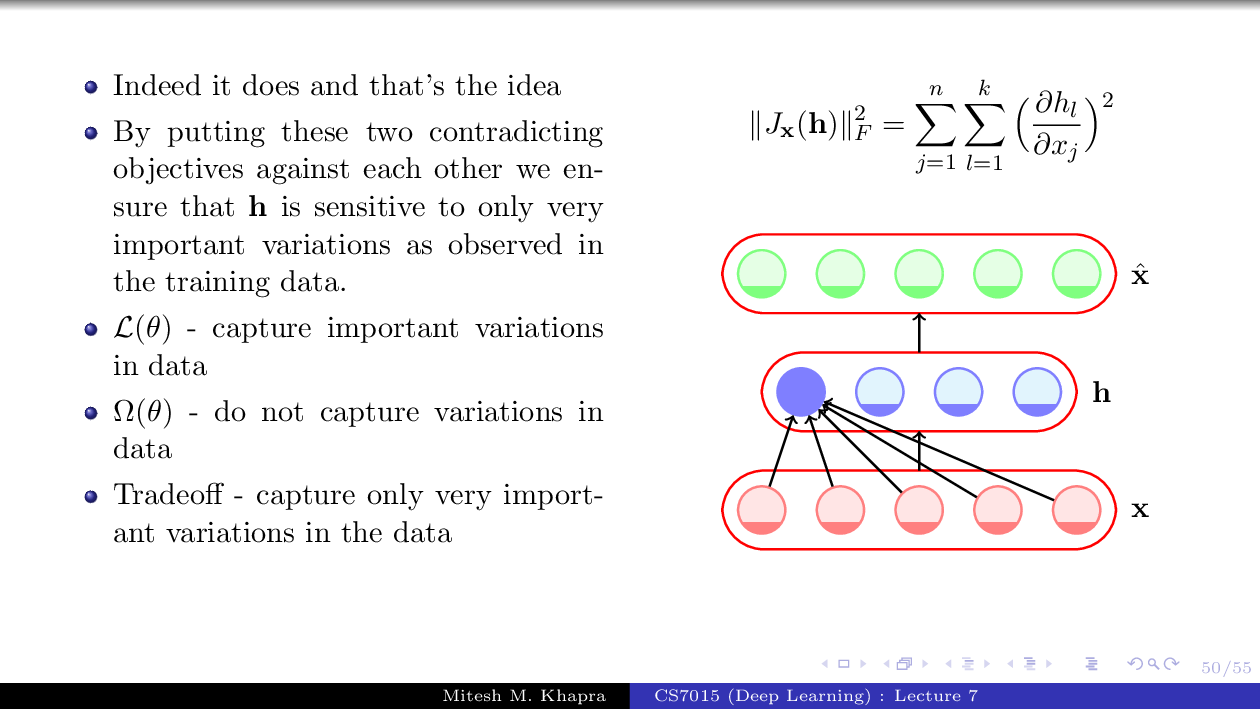 Indeed it does and that's the idea
By putting these two contradicting
objectives against each other we en-
sure that h is sensitive to only very
important variations as observed in
the training data.
ℒ(θ) - capture important variations
in data
Ω(θ) - do not capture variations in
data
Tradeoff - capture only very import-
ant variations in the data
‖J_x(h)‖²_F = ∑_{j=1}^{n} ∑_{l=1}^{k} (∂h_l/∂x_j)²
x̂
h
x
50/55
Mitesh M. Khapra
CS7015 (Deep Learning) : Lecture 7